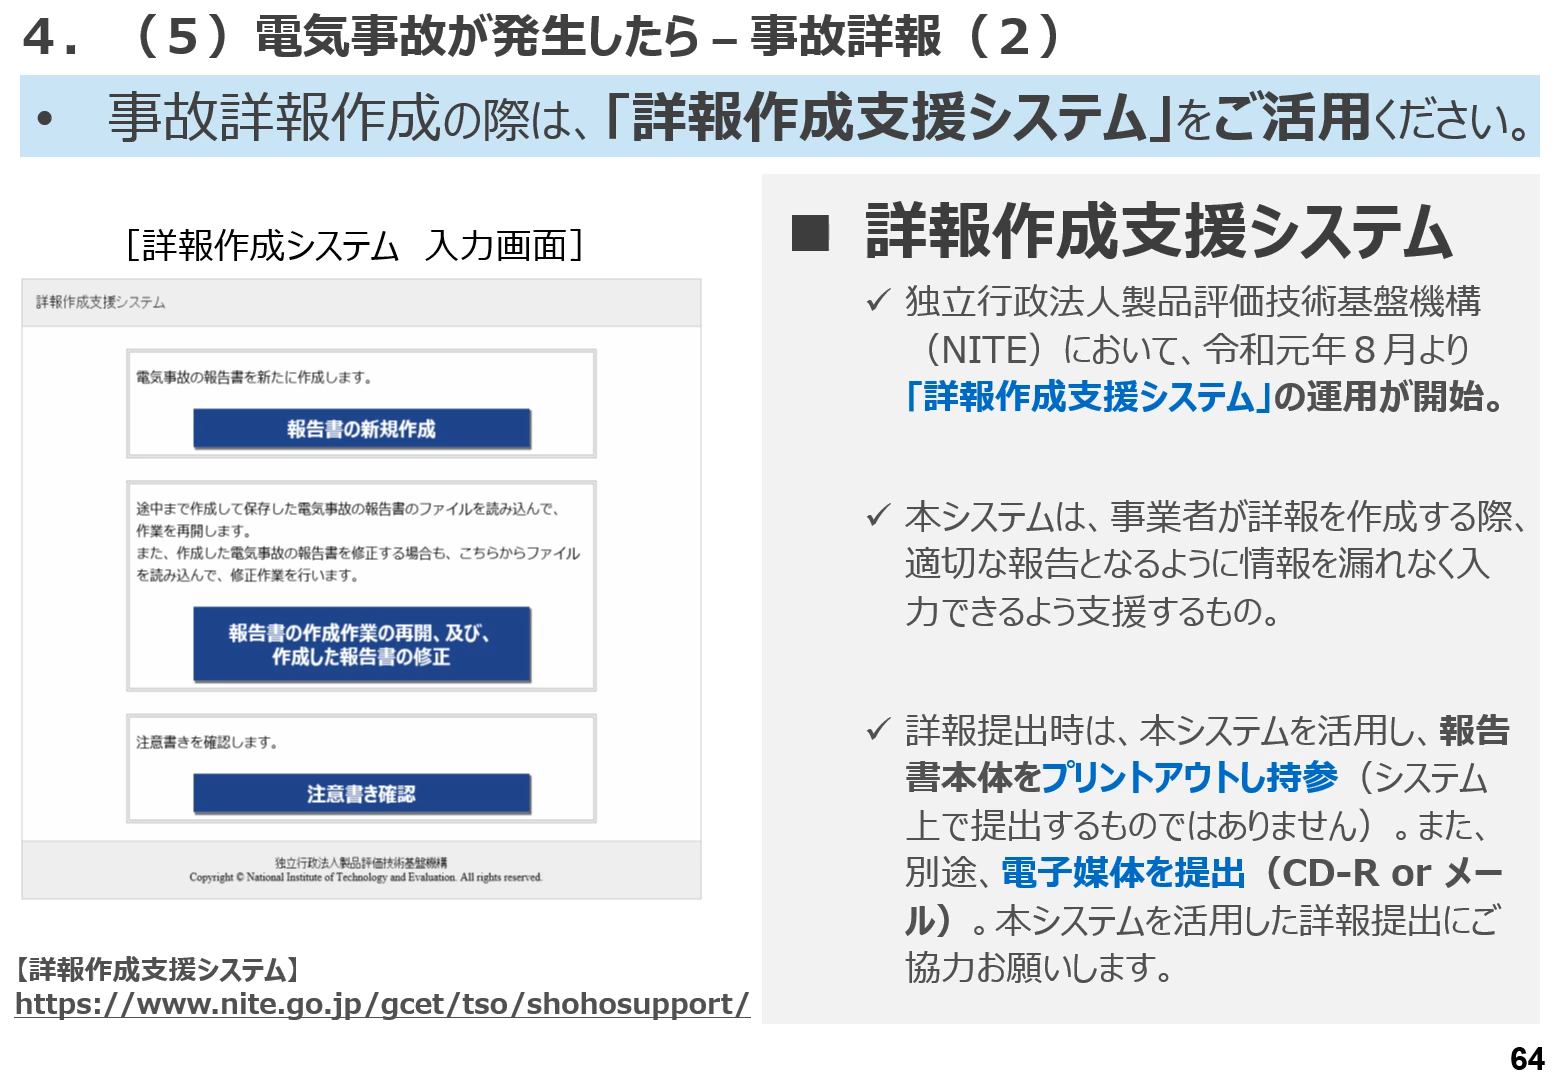 ４．（５）電気事故が発生したら – 事故詳報（２）
• 事故詳報作成の際は、「詳報作成支援システム」をご活用ください。
［詳報作成システム　入力画面］
詳報作成支援システム
電気事故の報告書を新たに作成します。
報告書の新規作成
途中まで作成して保存した電気事故の報告書のファイルを読み込んで、
作業を再開します。
また、作成した電気事故の報告書を修正する場合も、こちらからファイル
を読み込んで、修正作業を行います。
報告書の作成作業の再開、及び、
作成した報告書の修正
注意書きを確認します。
注意書き確認
独立行政法人製品評価技術基盤機構
Copyright © National Institute of Technology and Evaluation. All rights reserved.
【詳報作成支援システム】
https://www.nite.go.jp/gcet/tso/shohosupport/
■ 詳報作成支援システム
✓ 独立行政法人製品評価技術基盤機構
（NITE）において、令和元年８月より
「詳報作成支援システム」の運用が開始。
✓ 本システムは、事業者が詳報を作成する際、
適切な報告となるように情報を漏れなく入
力できるよう支援するもの。
✓ 詳報提出時は、本システムを活用し、報告
書本体をプリントアウトし持参（システム
上で提出するものではありません）。また、
別途、電子媒体を提出（CD-R or メー
ル）。本システムを活用した詳報提出にご
協力お願いします。
64